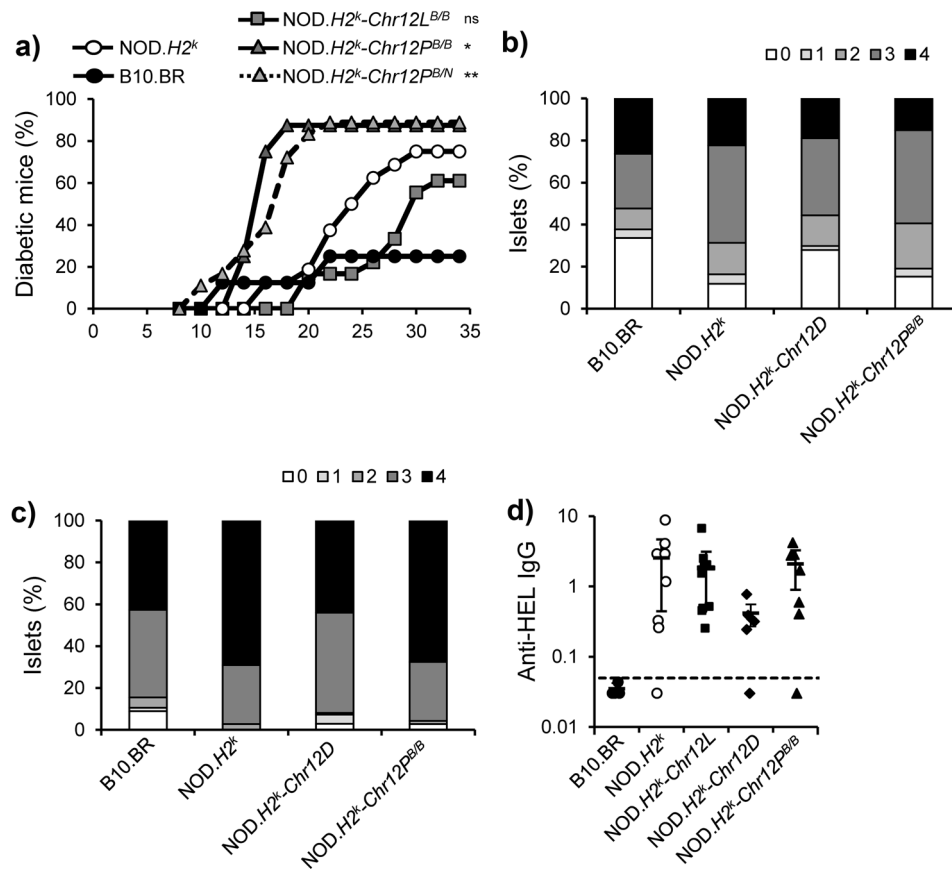 a)
NOD.H2ᵏ
B10.BR
NOD.H2ᵏ-Chr12Lᴮ/ᴮ ns
NOD.H2ᵏ-Chr12Pᴮ/ᴮ *
NOD.H2ᵏ-Chr12Pᴮ/ᴺ **
Diabetic mice (%)
100
80
60
40
20
0
0 5 10 15 20 25 30 35
b)
0 1 2 3 4
Islets (%)
100
80
60
40
20
0
B10.BR
NOD.H2ᵏ
NOD.H2ᵏ-Chr12D
NOD.H2ᵏ-Chr12Pᴮ/ᴮ
c)
0 1 2 3 4
Islets (%)
100
80
60
40
20
0
B10.BR
NOD.H2ᵏ
NOD.H2ᵏ-Chr12D
NOD.H2ᵏ-Chr12Pᴮ/ᴮ
d)
Anti-HEL IgG
10
1
0.1
0.01
B10.BR
NOD.H2ᵏ
NOD.H2ᵏ-Chr12L
NOD.H2ᵏ-Chr12D
NOD.H2ᵏ-Chr12Pᴮ/ᴮ